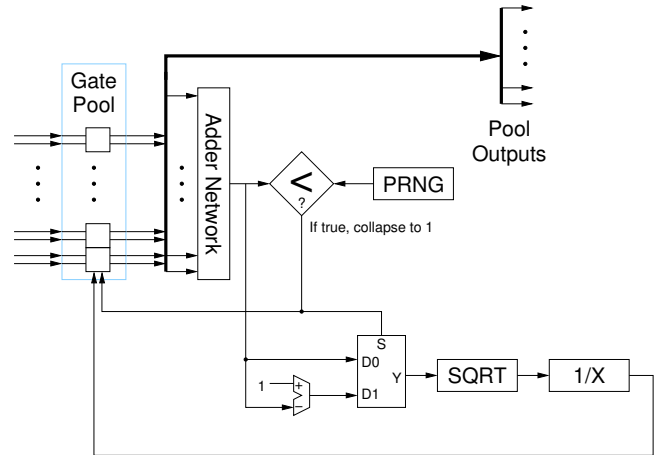 Gate
Pool
Adder Network
Pool
Outputs
<
?
PRNG
If true, collapse to 1
S
D0
Y
D1
1
+
−
SQRT
1/X